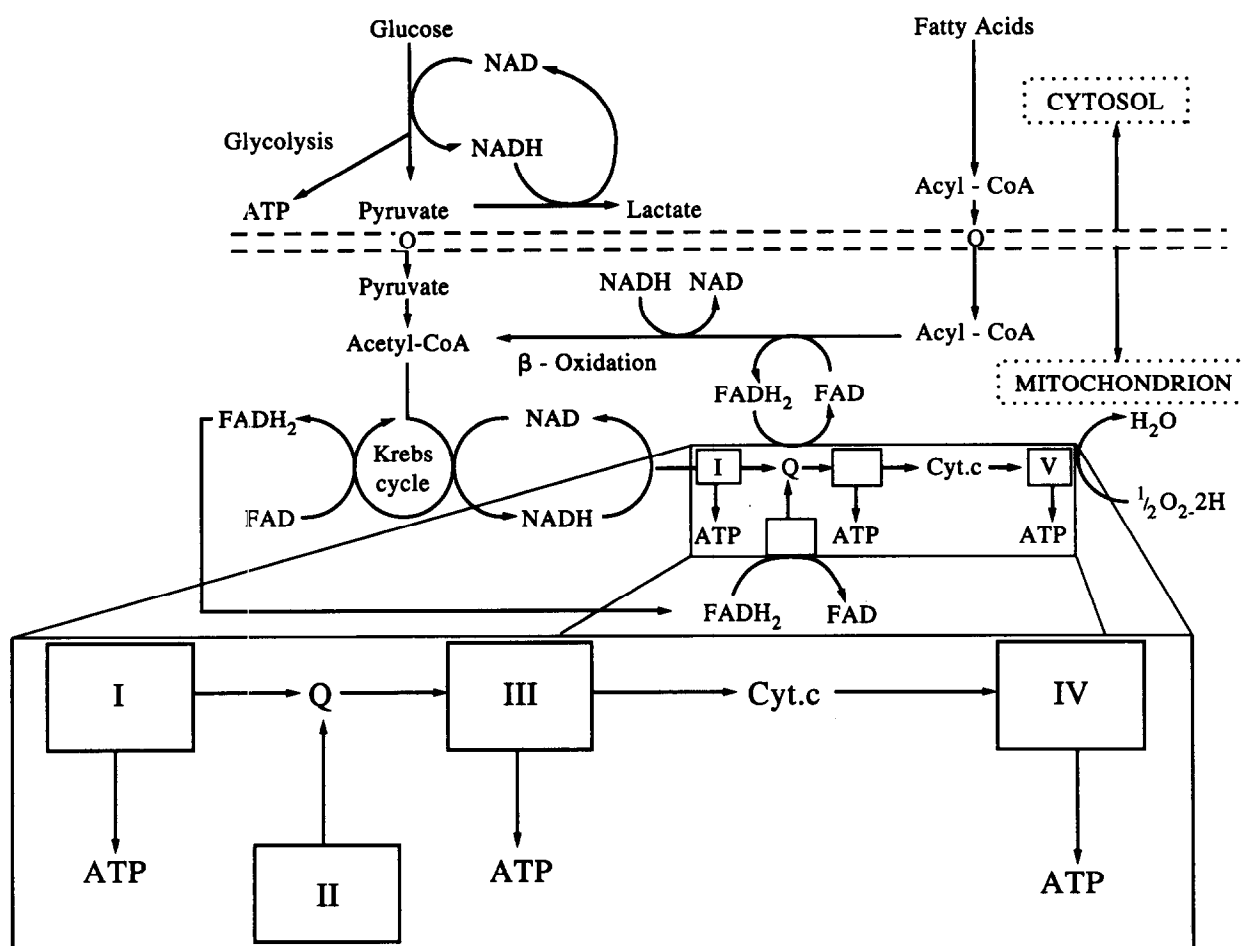 Glucose
Fatty Acids
NAD
CYTOSOL
Glycolysis
NADH
Acyl - CoA
ATP
Pyruvate
Lactate
O
O
Pyruvate
NADH NAD
Acetyl-CoA
Acyl - CoA
β - Oxidation
MITOCHONDRION
FADH2
FAD
FADH2
NAD
H2O
Krebs
cycle
I
Q
Cyt.c
V
FAD
NADH
ATP
ATP
ATP
½O2-2H
FADH2
FAD
I
Q
III
Cyt.c
IV
ATP
II
ATP
ATP